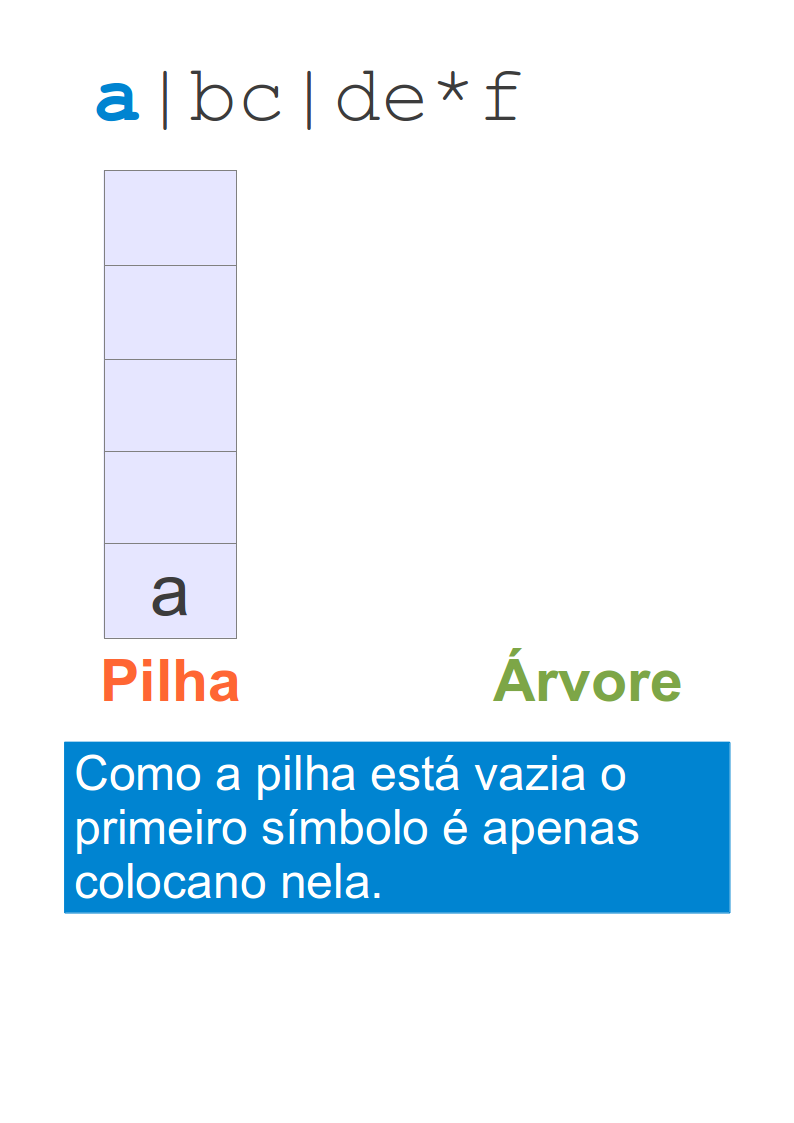 a|bc|de*f
a
Pilha Árvore
Como a pilha está vazia o
primeiro símbolo é apenas
colocano nela.